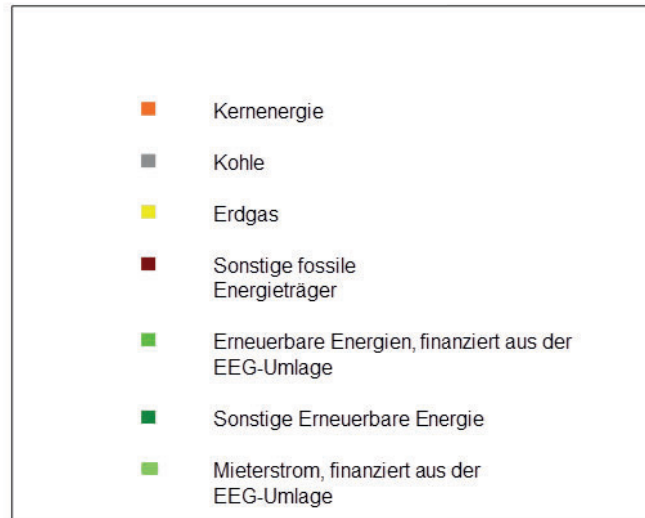 Kernenergie
Kohle
Erdgas
Sonstige fossile
Energieträger
Erneuerbare Energien, finanziert aus der
EEG-Umlage
Sonstige Erneuerbare Energie
Mieterstrom, finanziert aus der
EEG-Umlage